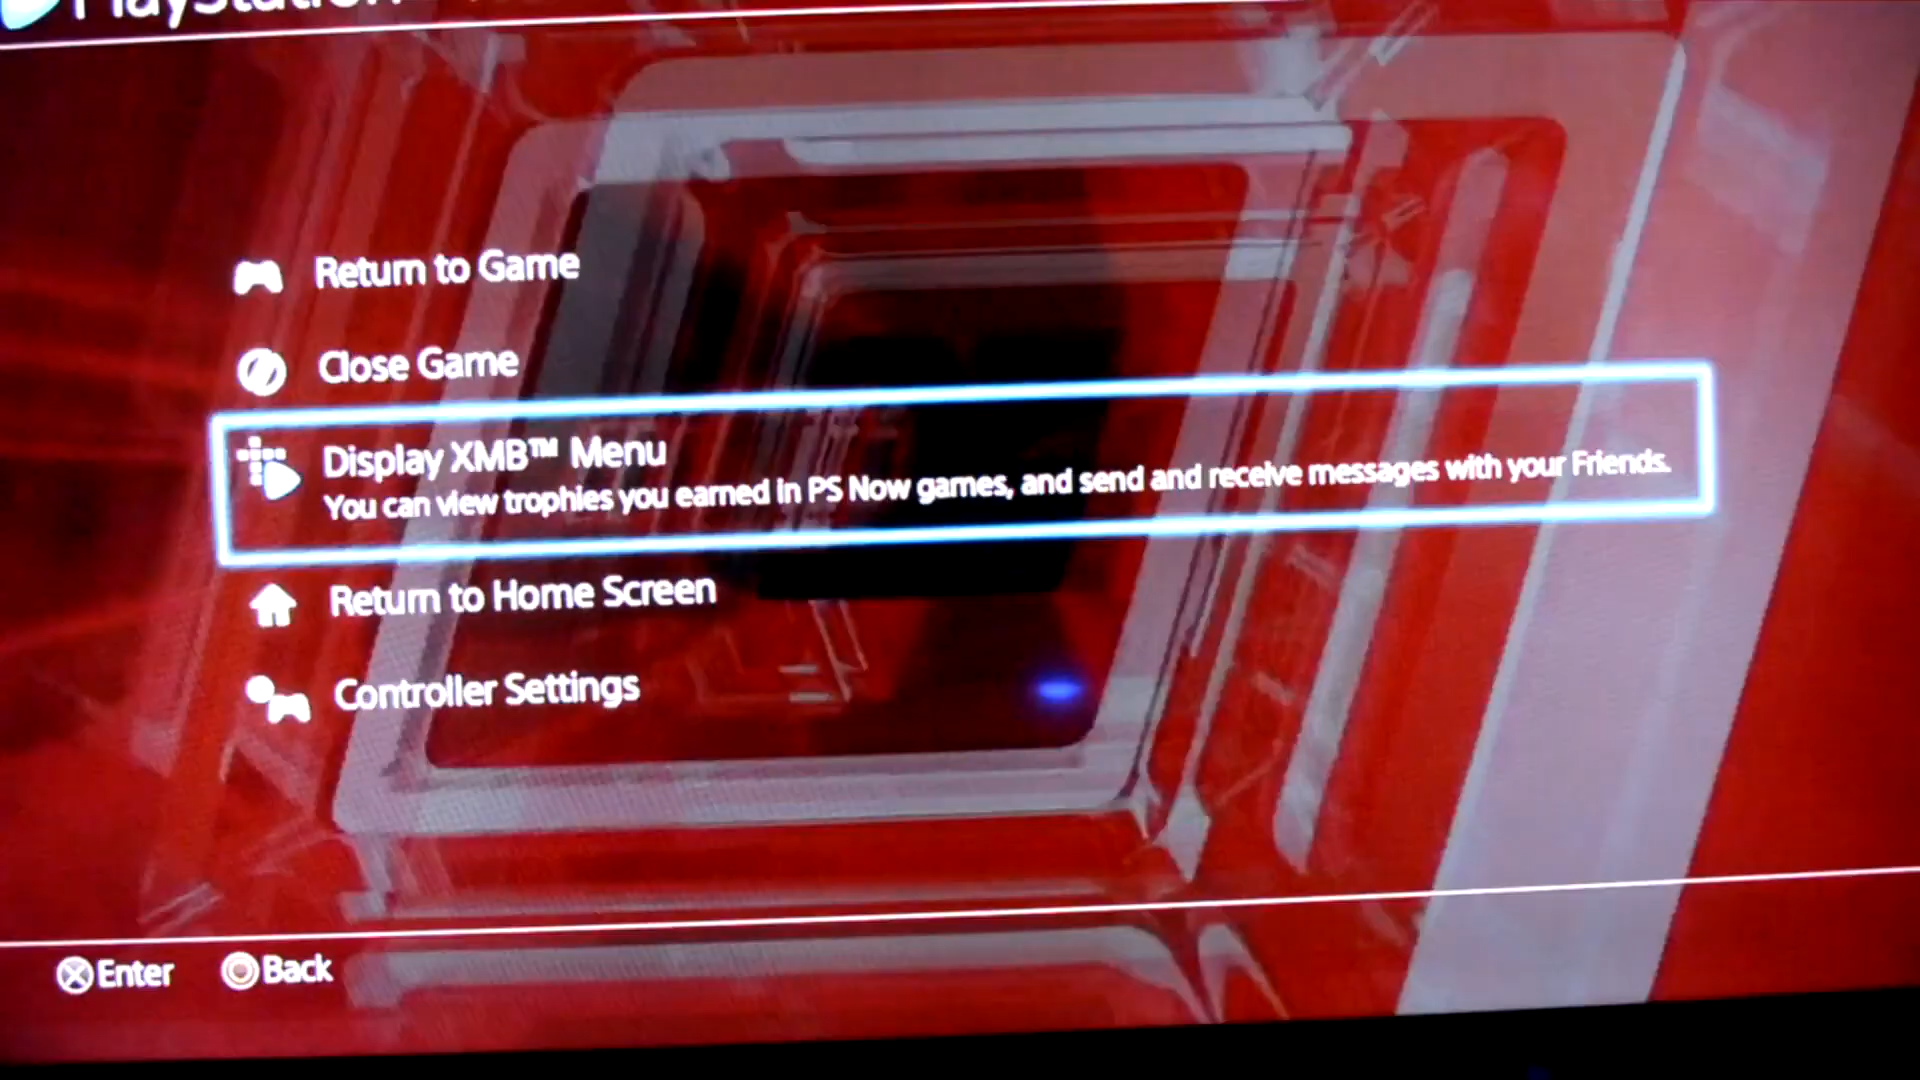 PlayStation
Return to Game
Close Game
Display XMB™ Menu
You can view trophies you earned in PS Now games, and send and receive messages with your Friends.
Return to Home Screen
Controller Settings
Enter
Back